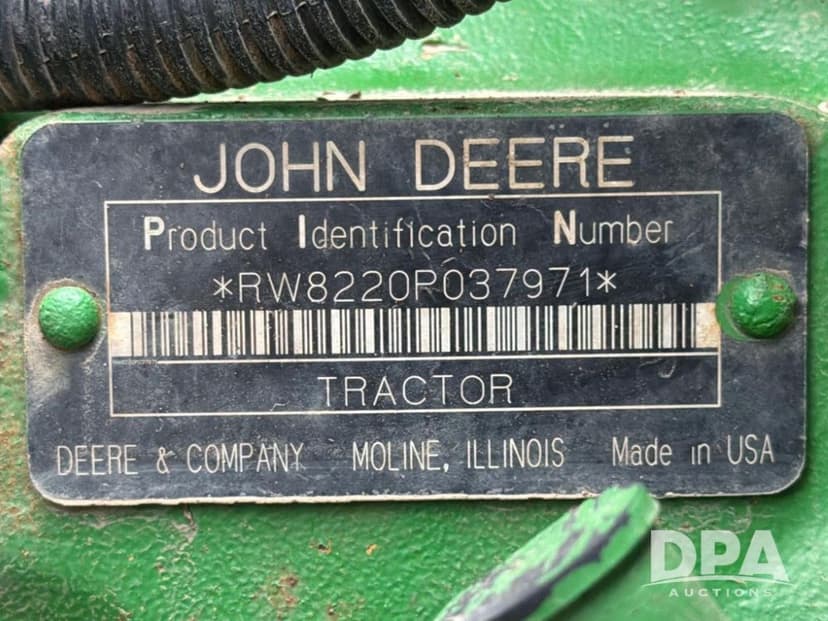 JOHN DEERE
Product Identification Number
*RW8220P037971*
TRACTOR
DEERE & COMPANY MOLINE, ILLINOIS Made in USA
DPA
AUCTIONS